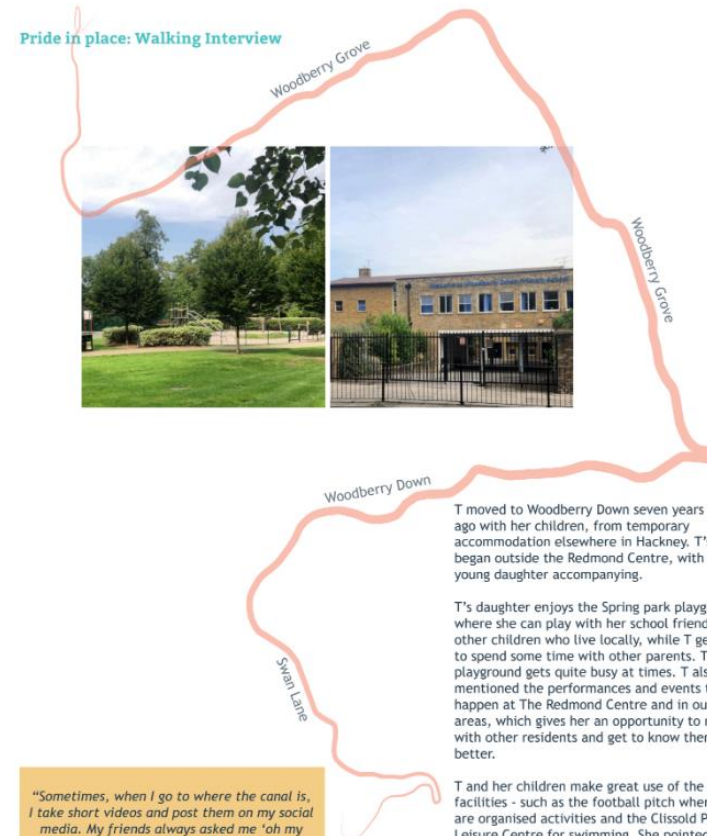 Pride in place: Walking Interview
Woodberry Grove
Woodberry Grove
Woodberry Down
Swan Lane
T moved to Woodberry Down seven years
ago with her children, from temporary
accommodation elsewhere in Hackney.
began outside the Redmond Centre, with
young daughter accompanying.
T's daughter enjoys the Spring park
where she can play with her school
other children who live locally, while T
to spend some time with other parents.
playground gets quite busy at times. T
mentioned the performances and events
happen at The Redmond Centre and in
areas, which gives her an opportunity to
with other residents and get to know
better.
T and her children make great use of the
facilities - such as the football pitch
are organised activities and the Clissold
Leisure Centre for swimming. She
"Sometimes, when I go to where the canal is,
I take short videos and post them on my social
media. My friends always asked me 'oh my